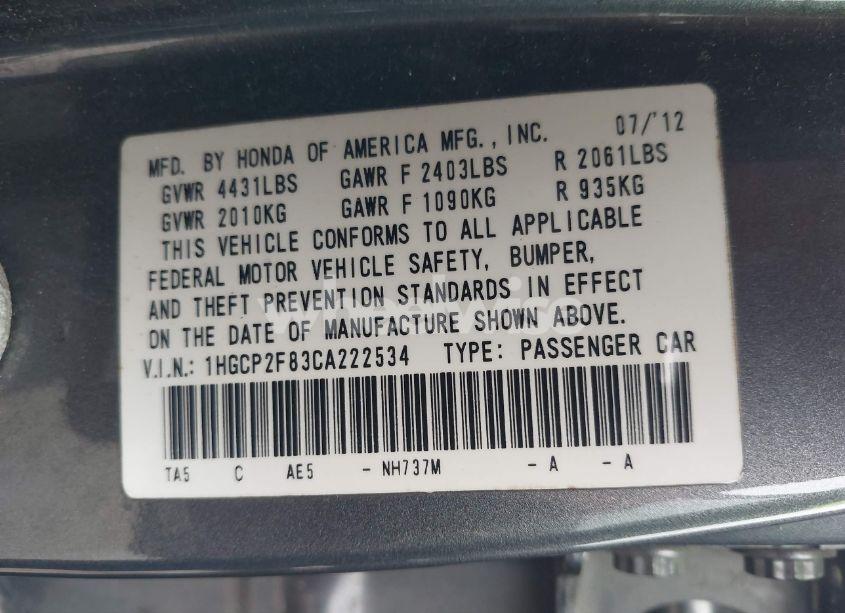 MFD. BY HONDA OF AMERICA MFG., INC. 07/'12
GVWR 4431LBS GAWR F 2403LBS R 2061LBS
GVWR 2010KG GAWR F 1090KG R 935KG
THIS VEHICLE CONFORMS TO ALL APPLICABLE
FEDERAL MOTOR VEHICLE SAFETY, BUMPER,
AND THEFT PREVENTION STANDARDS IN EFFECT
ON THE DATE OF MANUFACTURE SHOWN ABOVE.
V.I.N.: 1HGCP2F83CA222534 TYPE: PASSENGER CAR
TA5 C AE5 - NH737M - A - A